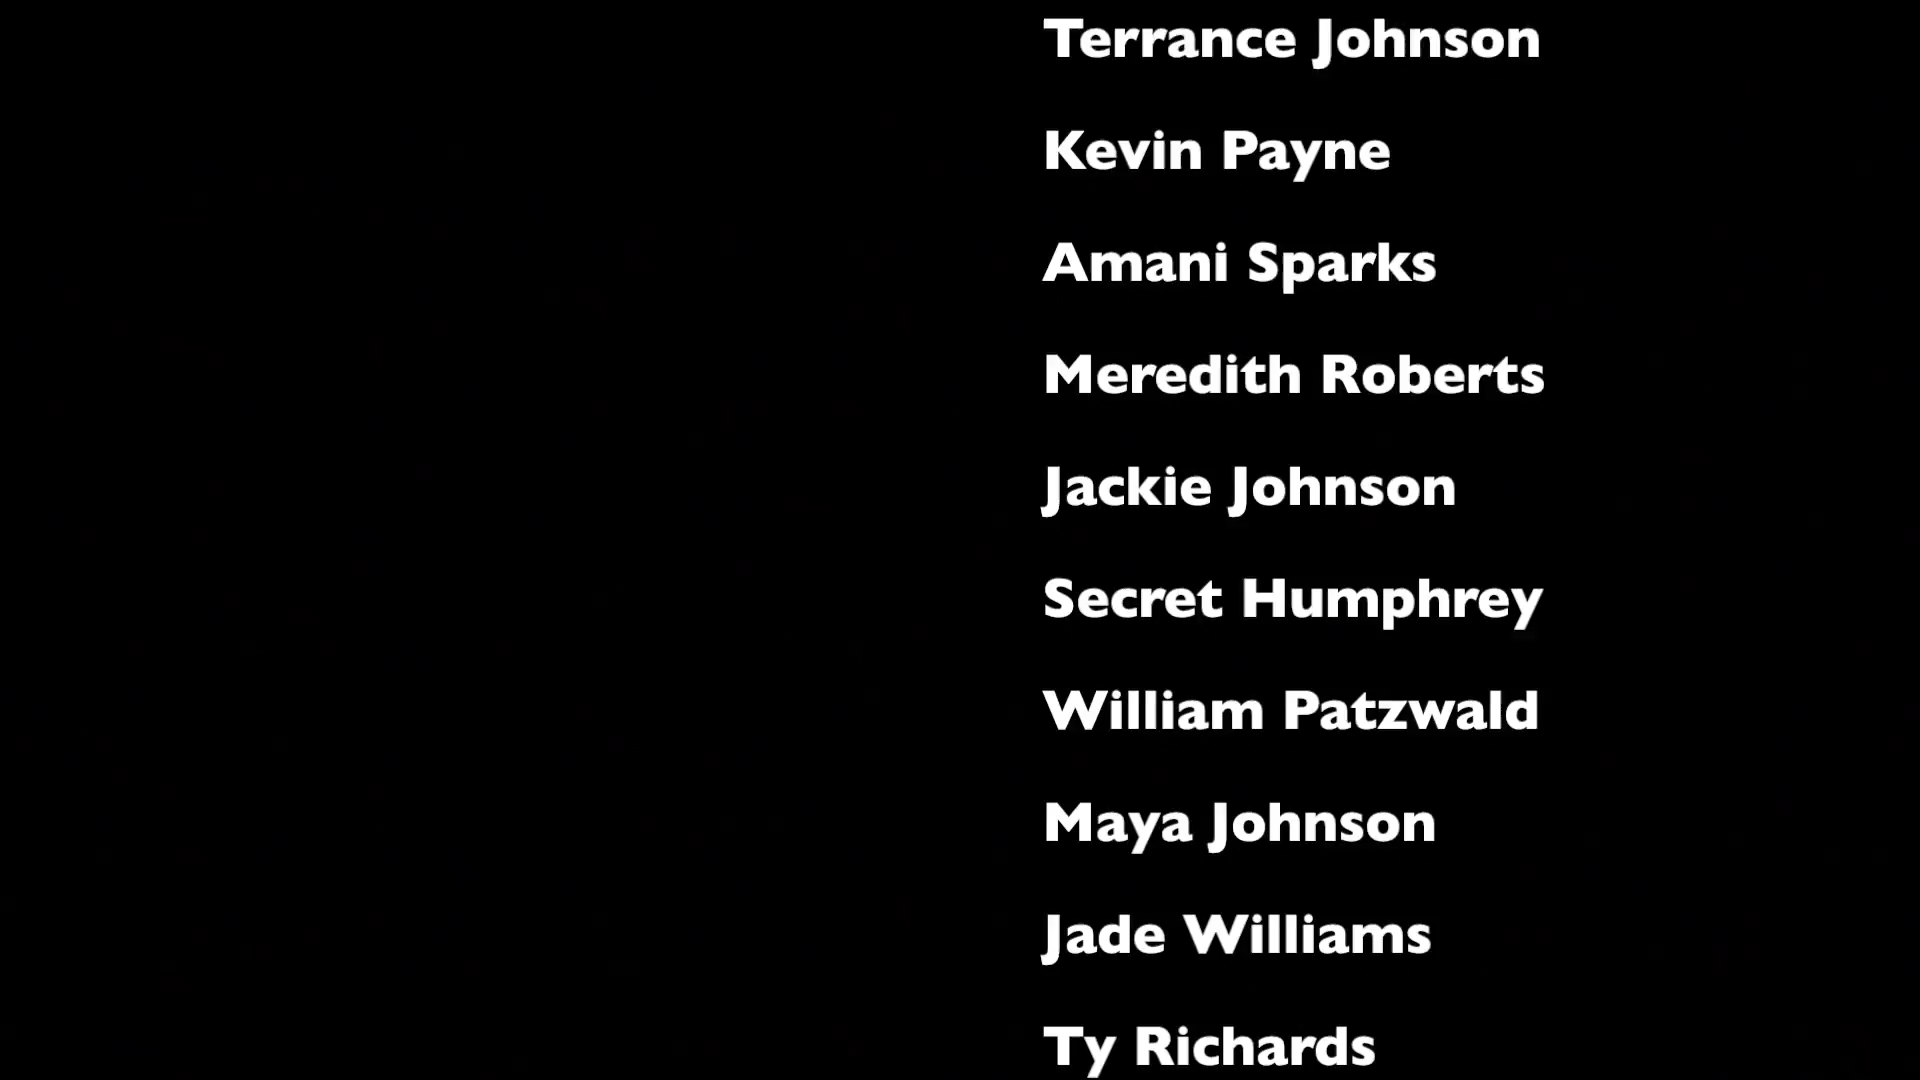 Terrance Johnson
Kevin Payne
Amani Sparks
Meredith Roberts
Jackie Johnson
Secret Humphrey
William Patzwald
Maya Johnson
Jade Williams
Ty Richards